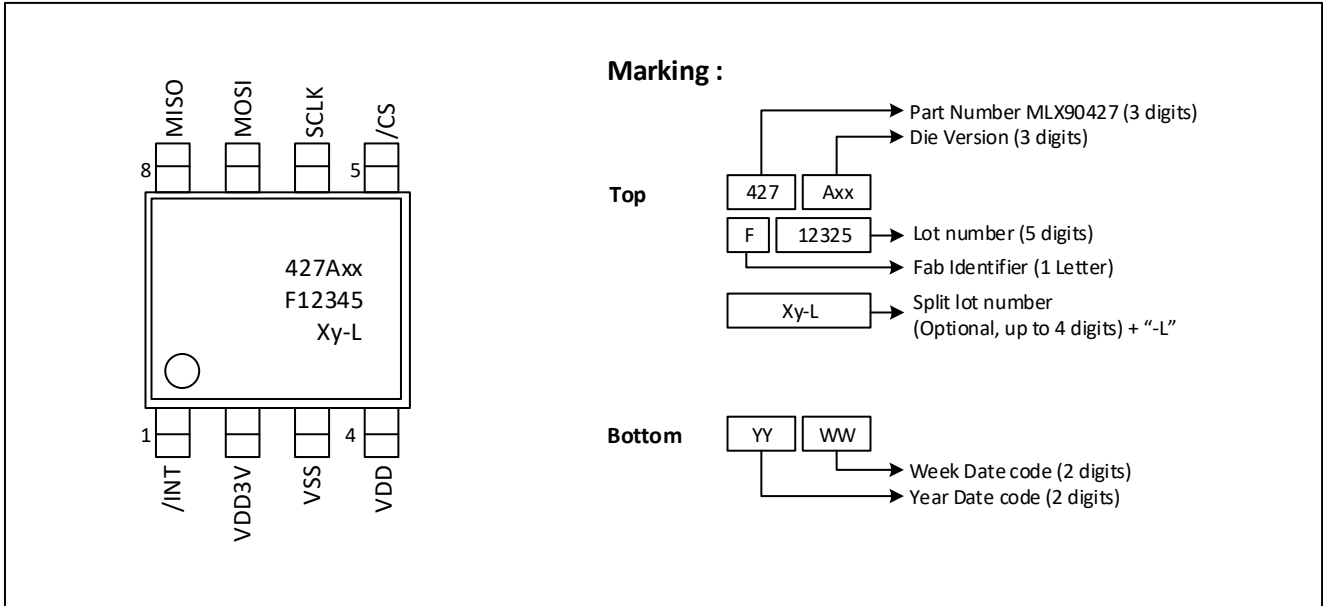 MISO
MOSI
SCLK
/CS
8
5
427Axx
F12345
Xy-L
1
4
/INT
VDD3V
VSS
VDD
Marking :
Part Number MLX90427 (3 digits)
Die Version (3 digits)
Top
427
Axx
F
12325
Lot number (5 digits)
Fab Identifier (1 Letter)
Xy-L
Split lot number
(Optional, up to 4 digits) + “-L”
Bottom
YY
WW
Week Date code (2 digits)
Year Date code (2 digits)